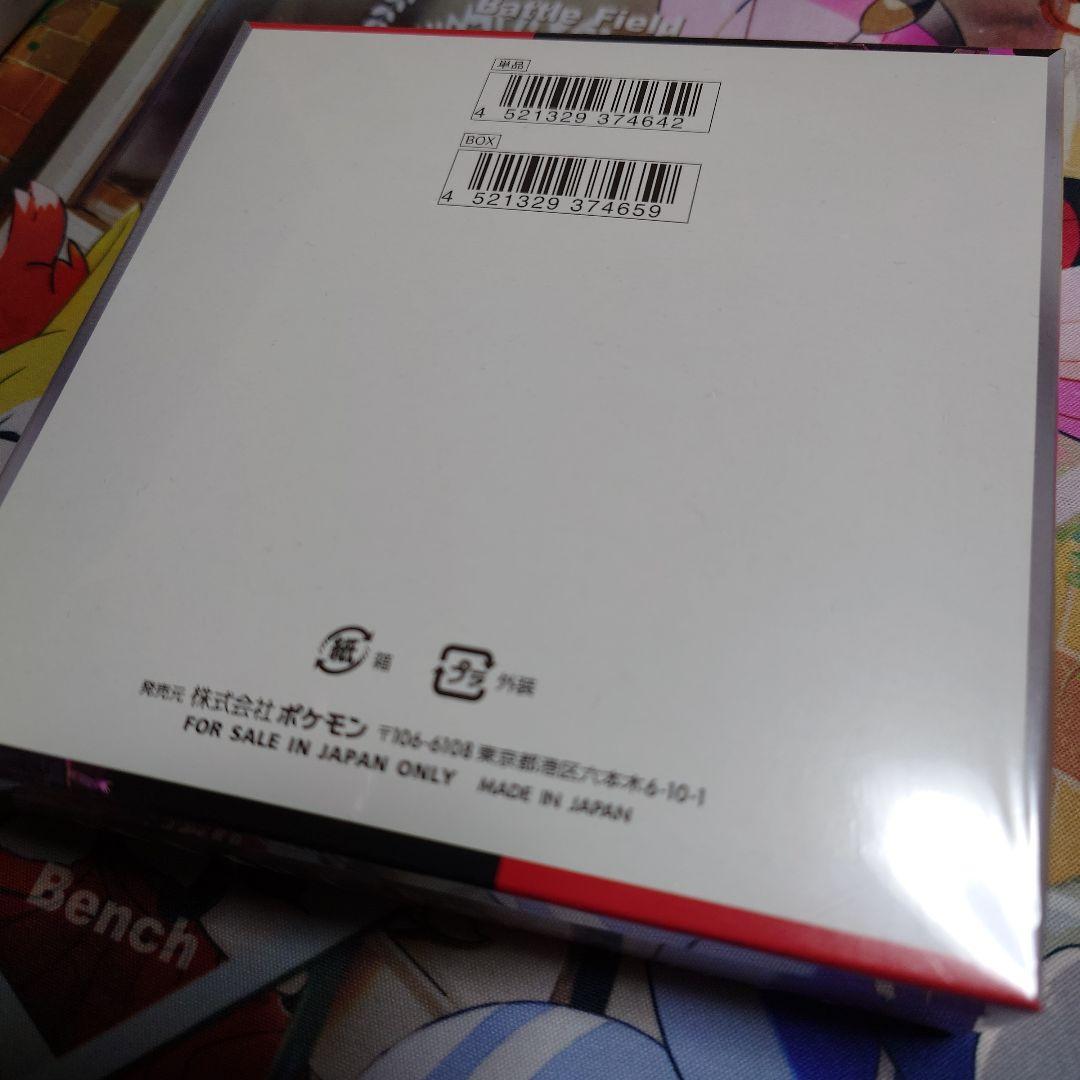 Battle Field
単品
4 521329 374642
BOX
4 521329 374659
紙 箱
プラ 外装
発売元 株式会社 ポケモン 〒106-6108 東京都港区六本木6-10-1
FOR SALE IN JAPAN ONLY MADE IN JAPAN
Bench